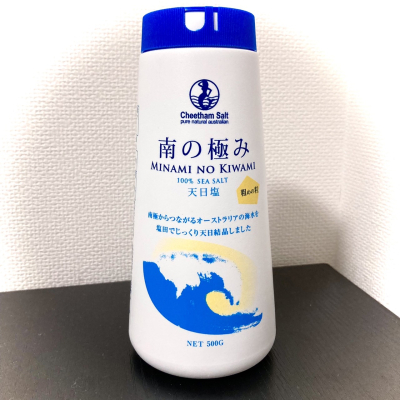 Cheetham Salt
pure natural australian
南の極み
MINAMI NO KIWAMI
100% SEA SALT
天日塩
粗めの
南極からつながるオーストラリアの海水を
塩田でじっくり天日結晶しました
NET 500G